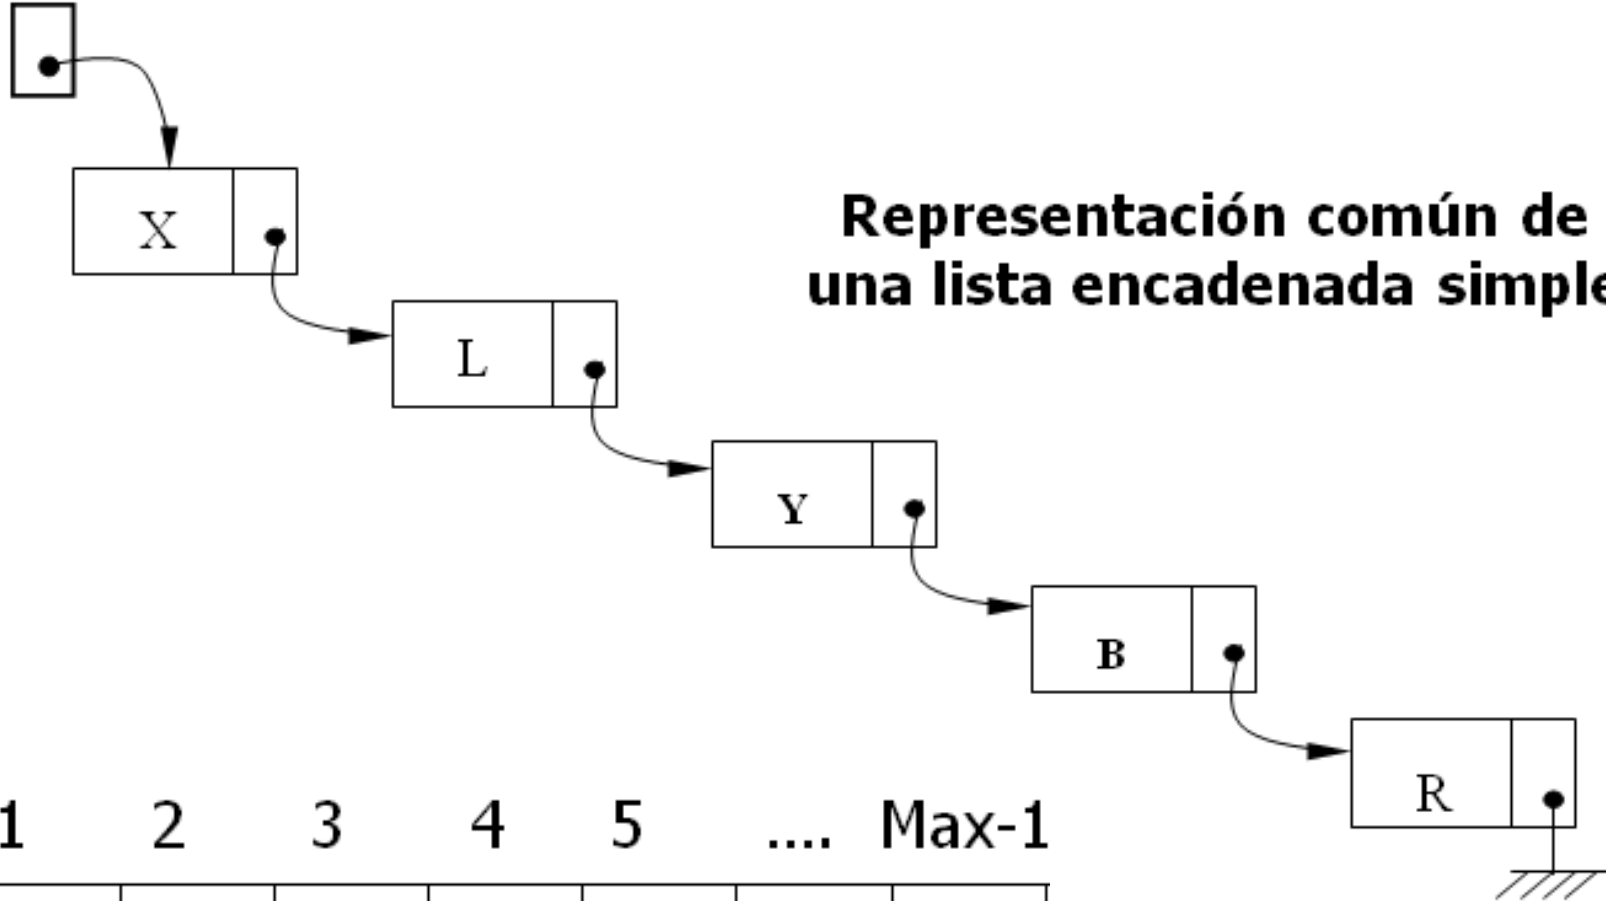 X
Representación común de
una lista encadenada simple
L
Y
B
R
1 2 3 4 5 .... Max-1